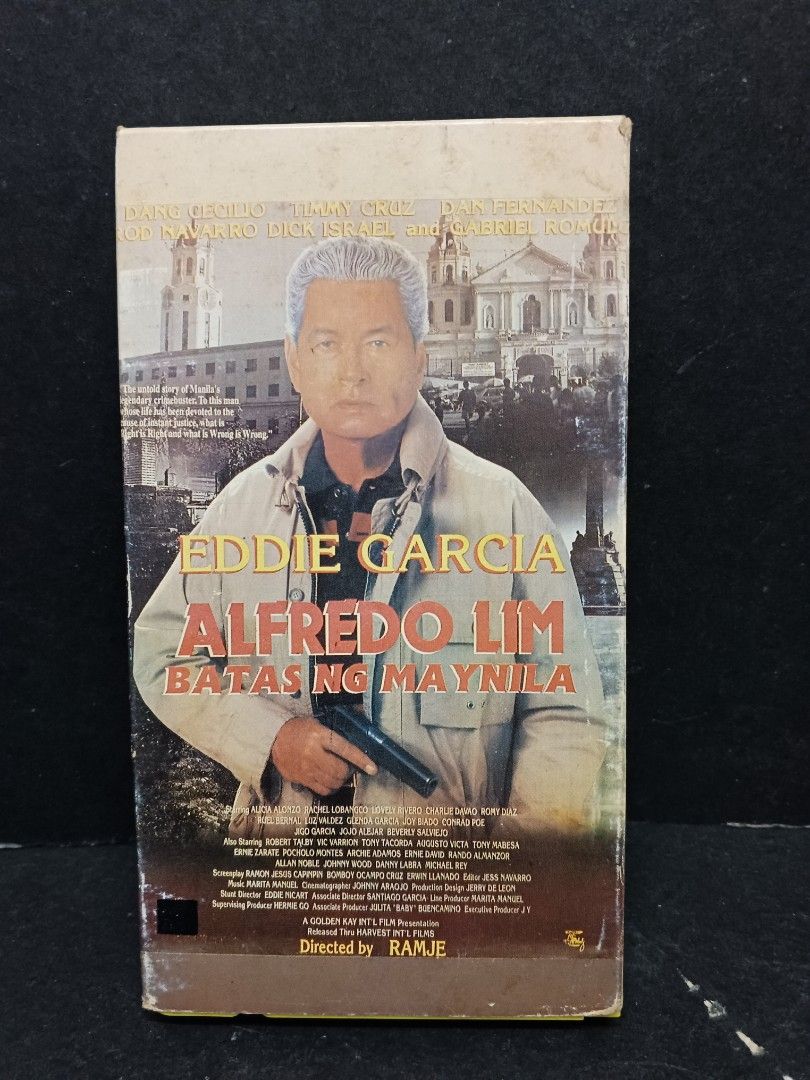 DANG CECILIO TIMMY CRUZ DAN FERNANDEZ
ROD NAVARRO DICK ISRAEL and GABRIEL ROMUL
The untold story of Manila's
legendary crimebuster. To this man
whose life has been devoted to the
cause of instant justice, what is
Right is Right and what is Wrong is Wrong."
EDDIE GARCIA
ALFREDO LIM
BATAS NG MAYNILA
Starring ALICIA ALONZO RACHEL LOBANGCO LOVELY RIVERO CHARLIE DAVAO ROMY DIAZ
RUEL BERNAL LUZ VALDEZ GLENDA GARCIA JOY BIADO CONRAD POE
JIGO GARCIA JOJO ALEJAR BEVERLY SALVIEJO
Also Starring ROBERT TALBY VIC VARRION TONY TACORDA AUGUSTO VICTA TONY MABESA
ERNIE ZARATE POCHOLO MONTES ARCHIE ADAMOS ERNIE DAVID RANDO ALMANZOR
ALLAN NOBLE JOHNNY WOOD DANNY LABRA MICHAEL REY
Screenplay RAMON JESUS CAPINPIN BOMBOY OCAMPO CRUZ ERWIN LLANADO Editor JESS NAVARRO
Music MARITA MANUEL Cinematographer JOHNNY ARAOJO Production Design JERRY DE LEON
Stunt Director EDDIE NICART Associate Director SANTIAGO GARCIA Line Producer MARITA MANUEL
Supervising Producer HERMIE GO Associate Producer JULITA "BABY" BUENCAMINO Executive Producer J Y
A GOLDEN KAY INT'L FILM Presentation
Released Thru HARVEST INT'L FILMS
Directed by RAMJE